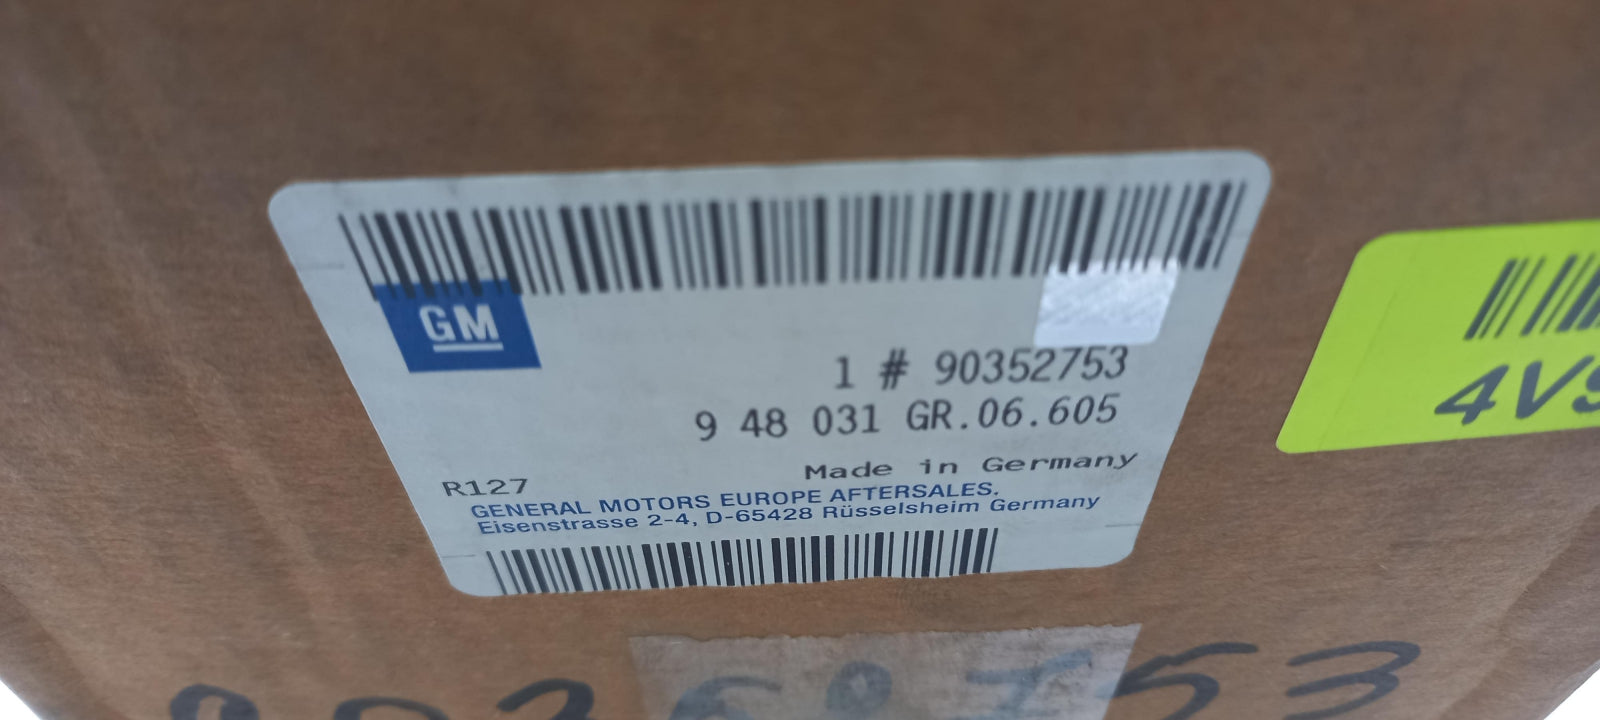 GM
1 # 90352753
9 48 031 GR.06.605
Made in Germany
R127
GENERAL MOTORS EUROPE AFTERSALES,
Eisenstrasse 2-4, D-65428 Rüsselsheim Germany